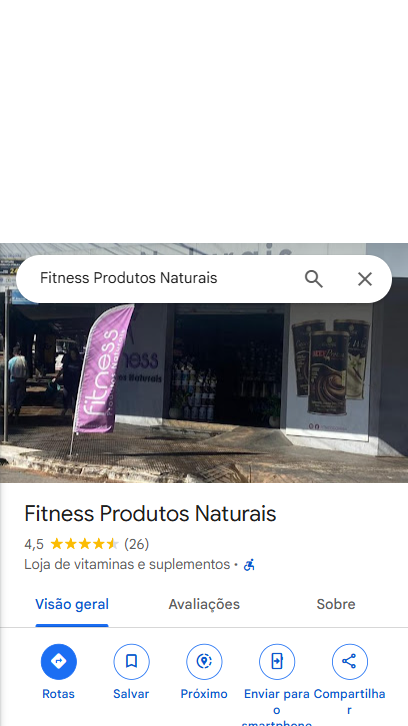 Fitness Produtos Naturais
fitness
Produtos Naturais
Fitness Produtos Naturais
4,5 (26)
Loja de vitaminas e suplementos ·
Visão geral
Avaliações
Sobre
Rotas
Salvar
Próximo
Enviar para o smartphone
Compartilhar